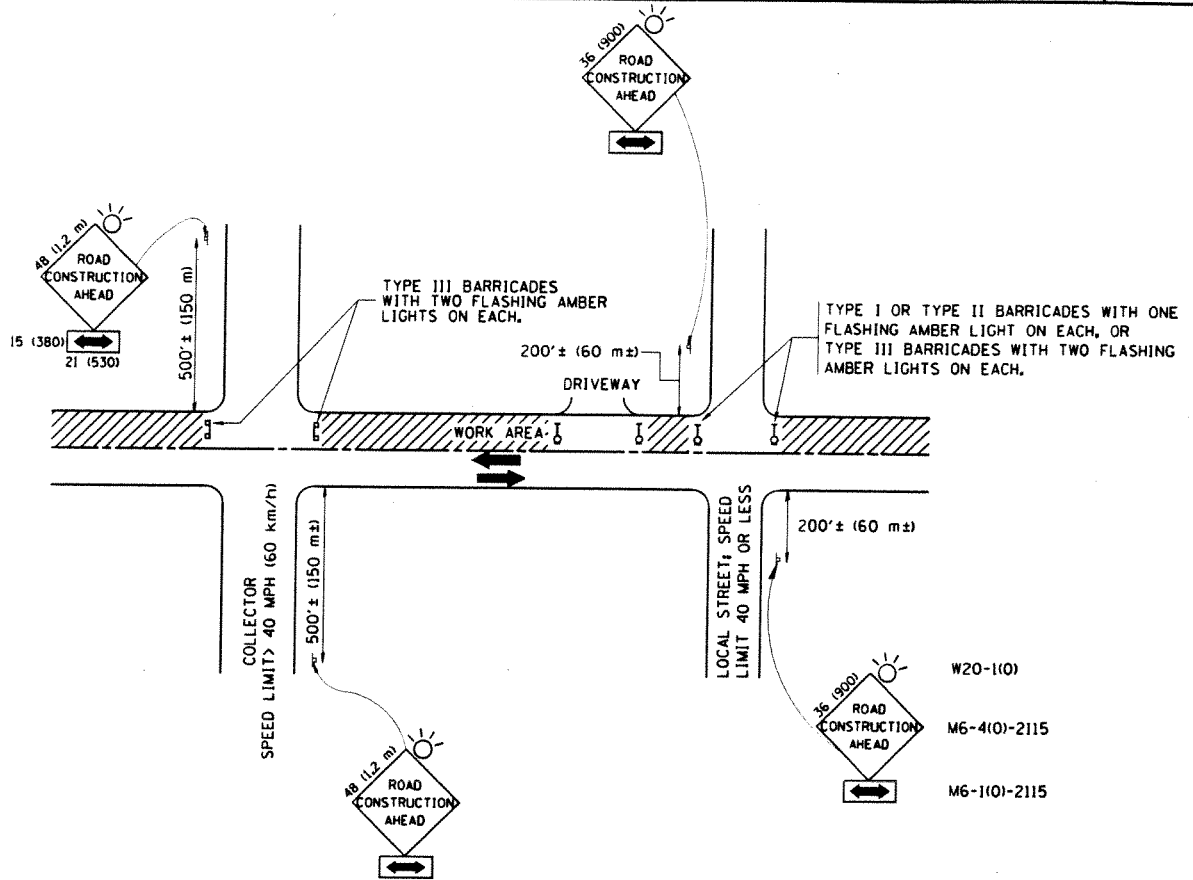 36 (900)
ROAD
CONSTRUCTION
AHEAD
48 (1.2 m)
ROAD
CONSTRUCTION
AHEAD
15 (380)
21 (530)
500'± (150 m)
TYPE III BARRICADES
WITH TWO FLASHING AMBER
LIGHTS ON EACH.
200'± (60 m±)
DRIVEWAY
TYPE I OR TYPE II BARRICADES WITH ONE
FLASHING AMBER LIGHT ON EACH, OR
TYPE III BARRICADES WITH TWO FLASHING
AMBER LIGHTS ON EACH.
WORK AREA
COLLECTOR
SPEED LIMIT> 40 MPH (60 km/h)
500'± (150 m±)
LOCAL STREET; SPEED
LIMIT 40 MPH OR LESS
200'± (60 m±)
48 (1.2 m)
ROAD
CONSTRUCTION
AHEAD
36 (900)
ROAD
CONSTRUCTION
AHEAD
W20-1(O)
M6-4(O)-2115
M6-1(O)-2115